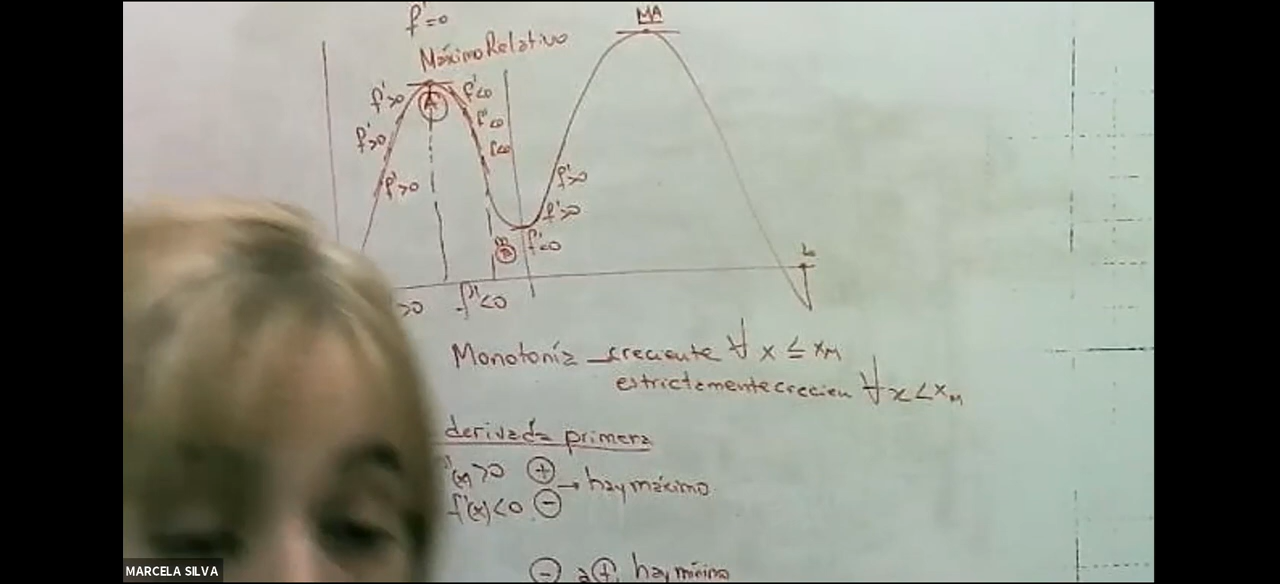 f'=0
MA
Máximo Relativo
f'>0
f'<0
A
f'>0
f'<0
f<0
f'>0
f'>0
f'>0
m
B
f'<0
L
>0
f''<0
Monotonía creciente ∀ x ≤ xM
estrictamente crecien ∀ x < xM
derivada primera
'(x)>0 + → hay máximo
f'(x)<0 −
− a + hay mínimo
MARCELA SILVA